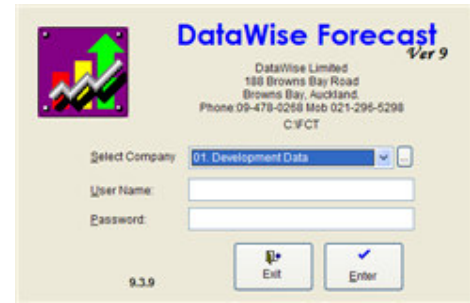 DataWise Forecast
Ver 9
DataWise Limited
188 Browns Bay Road
Browns Bay, Auckland.
Phone:09-478-0268 Mob 021-296-5298
C:\FCT
Select Company 01. Development Data ...
User Name:
Password:
Exit Enter
9.3.9